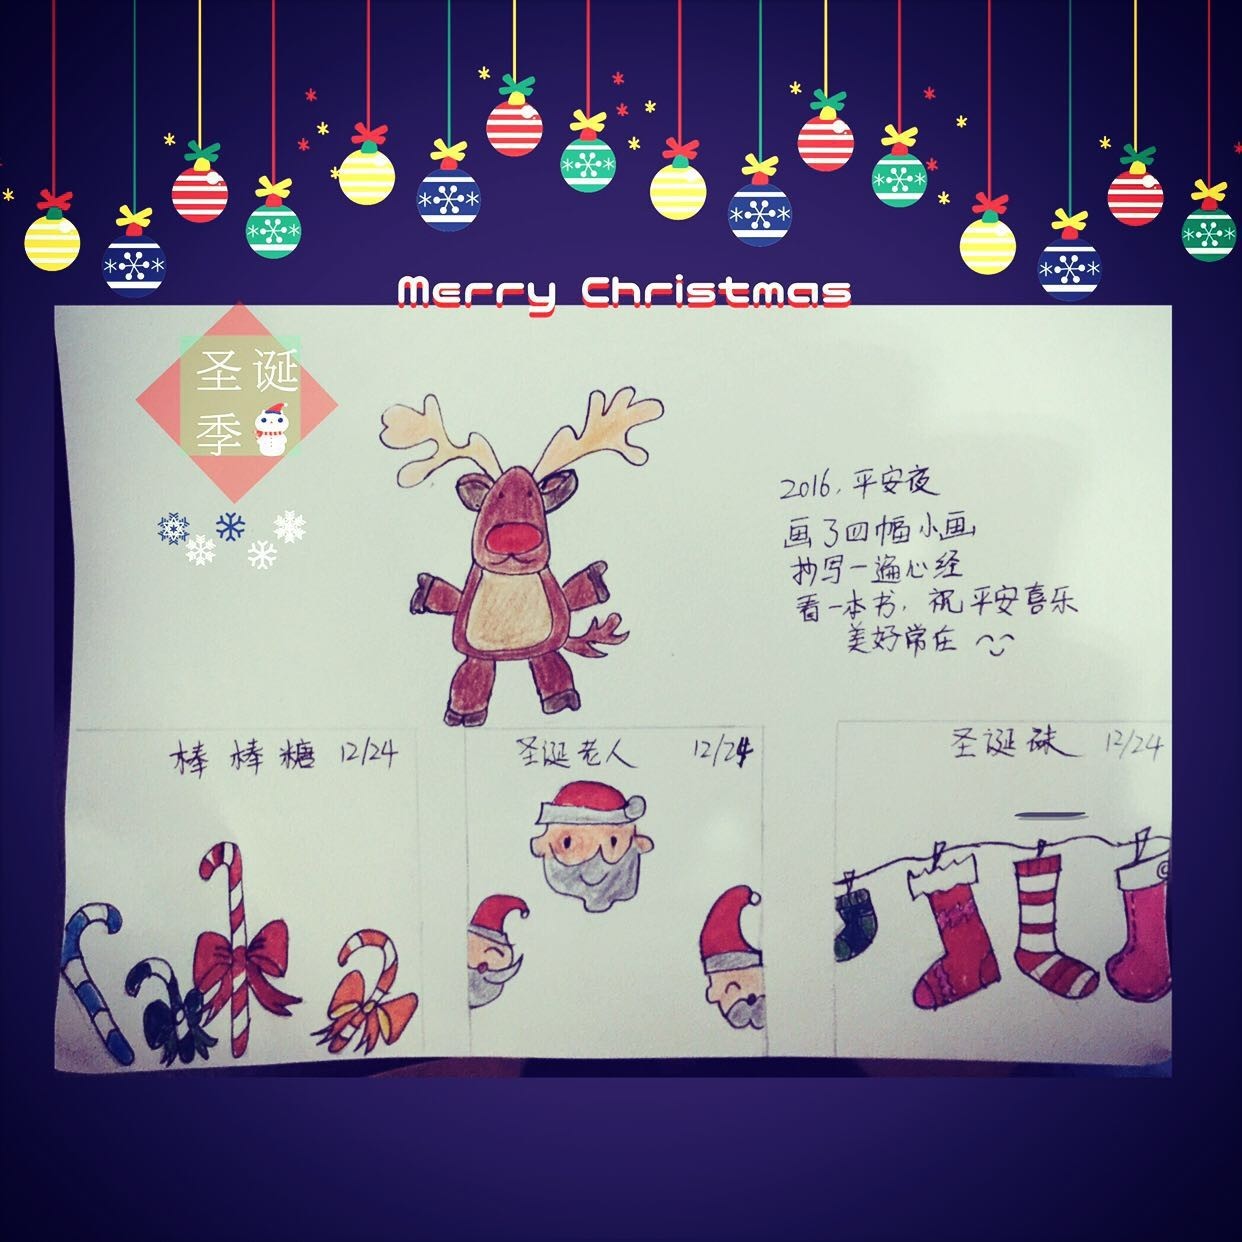 Merry Christmas
圣诞
季
2016.平安夜
画了四幅小画
抄写一遍心经
看一本书.祝平安喜乐
美好常在
棒棒糖 12/24
圣诞老人 12/24
圣诞袜 12/24